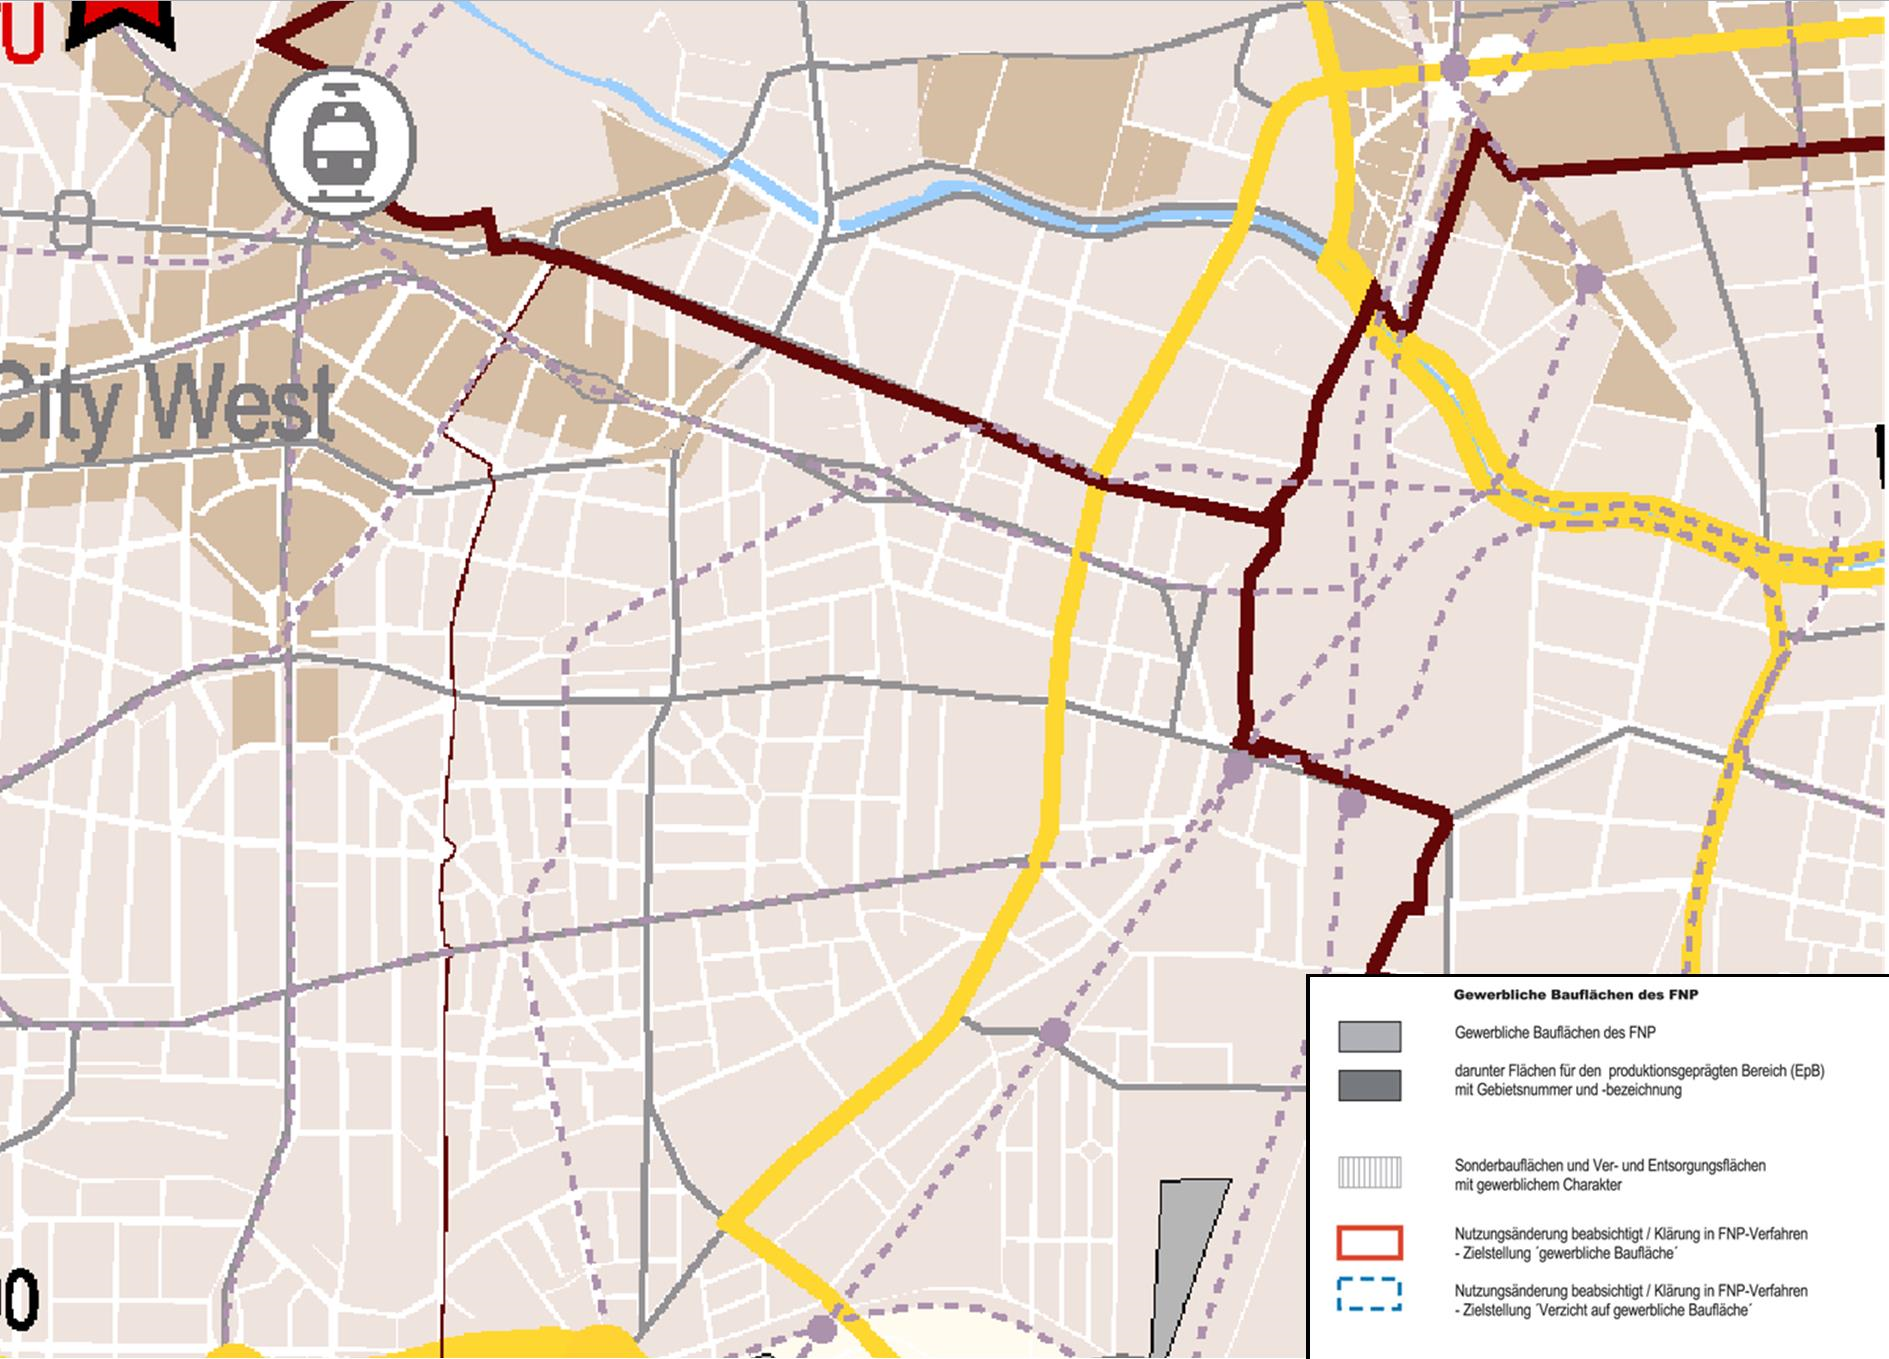 U
City West
Gewerbliche Bauflächen des FNP
Gewerbliche Bauflächen des FNP
darunter Flächen für den produktionsgeprägten Bereich (EpB)
mit Gebietsnummer und -bezeichnung
Sonderbauflächen und Ver- und Entsorgungsflächen
mit gewerblichem Charakter
Nutzungsänderung beabsichtigt / Klärung in FNP-Verfahren
- Zielstellung ´gewerbliche Baufläche´
Nutzungsänderung beabsichtigt / Klärung in FNP-Verfahren
- Zielstellung ´Verzicht auf gewerbliche Baufläche´
0